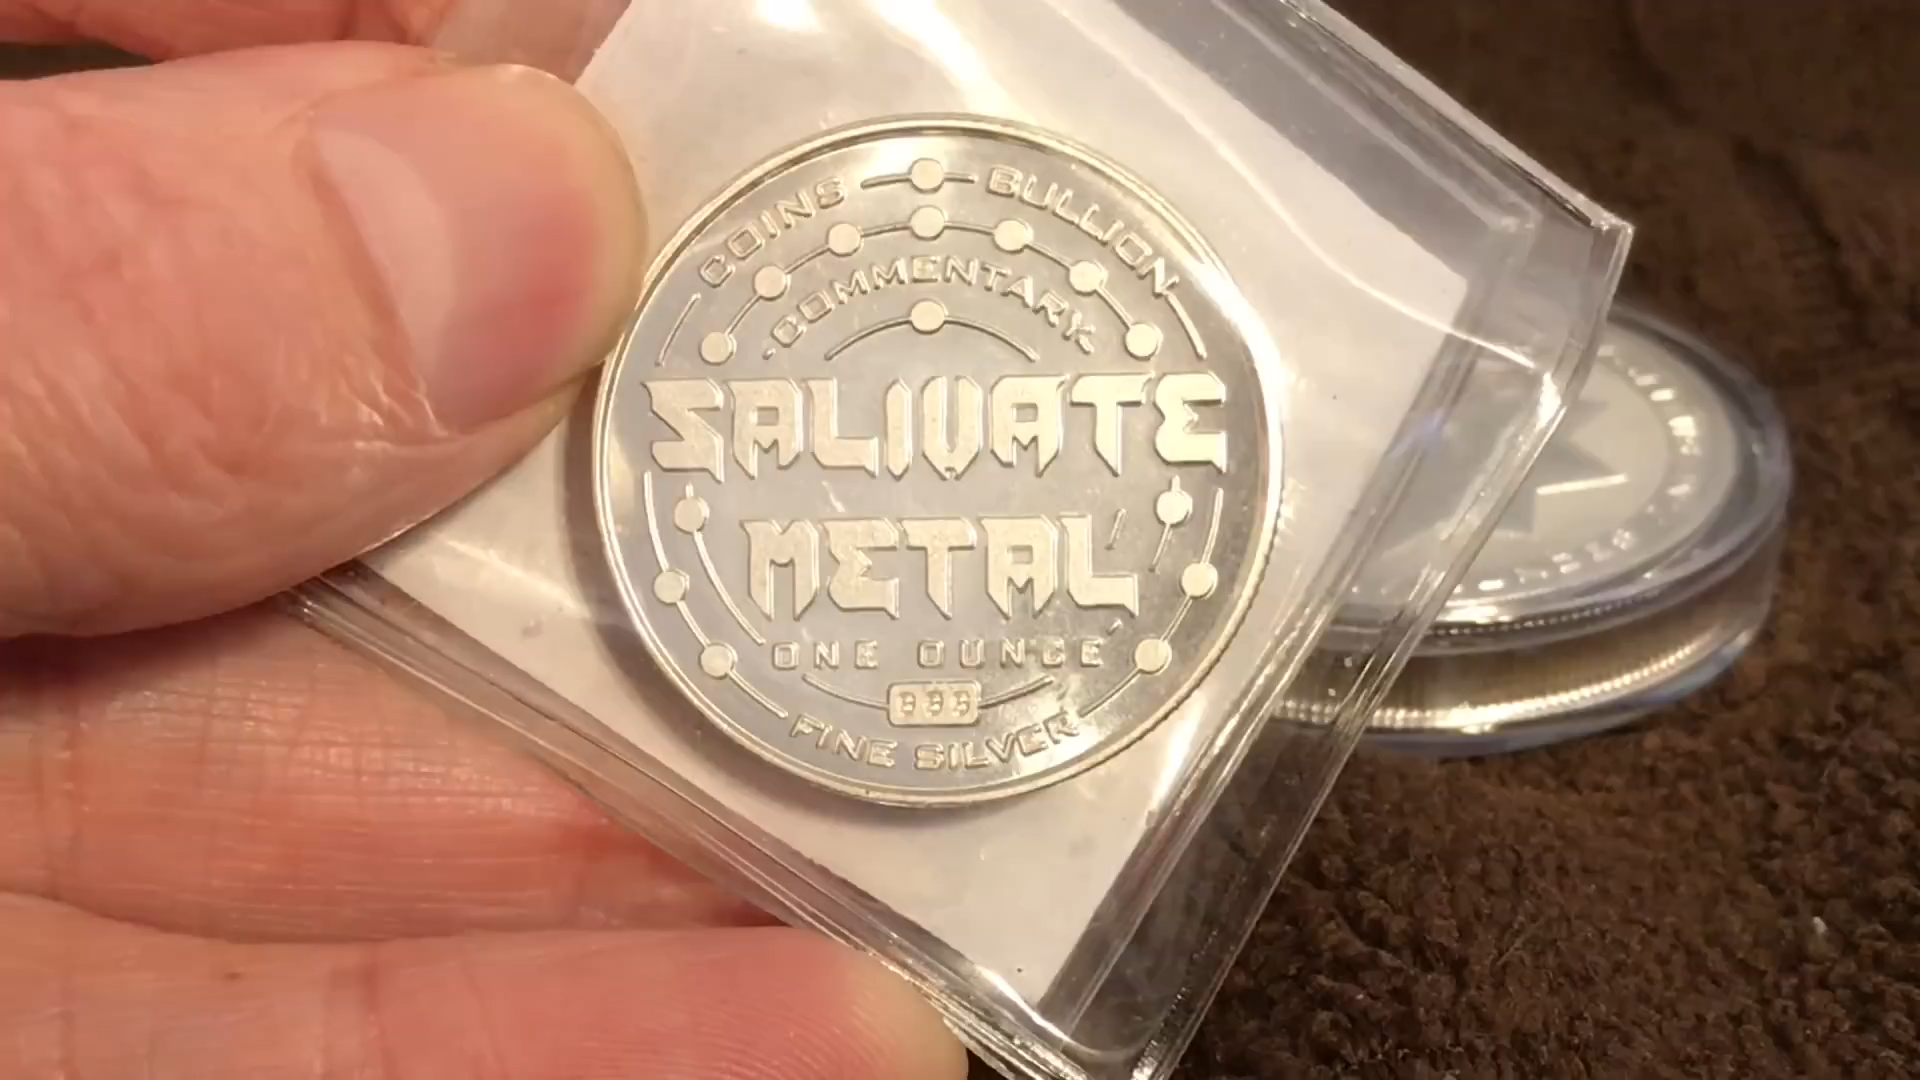 COINS BULLION
COMMENTARY
SALIVATE
METAL
ONE OUNCE
999
FINE SILVER